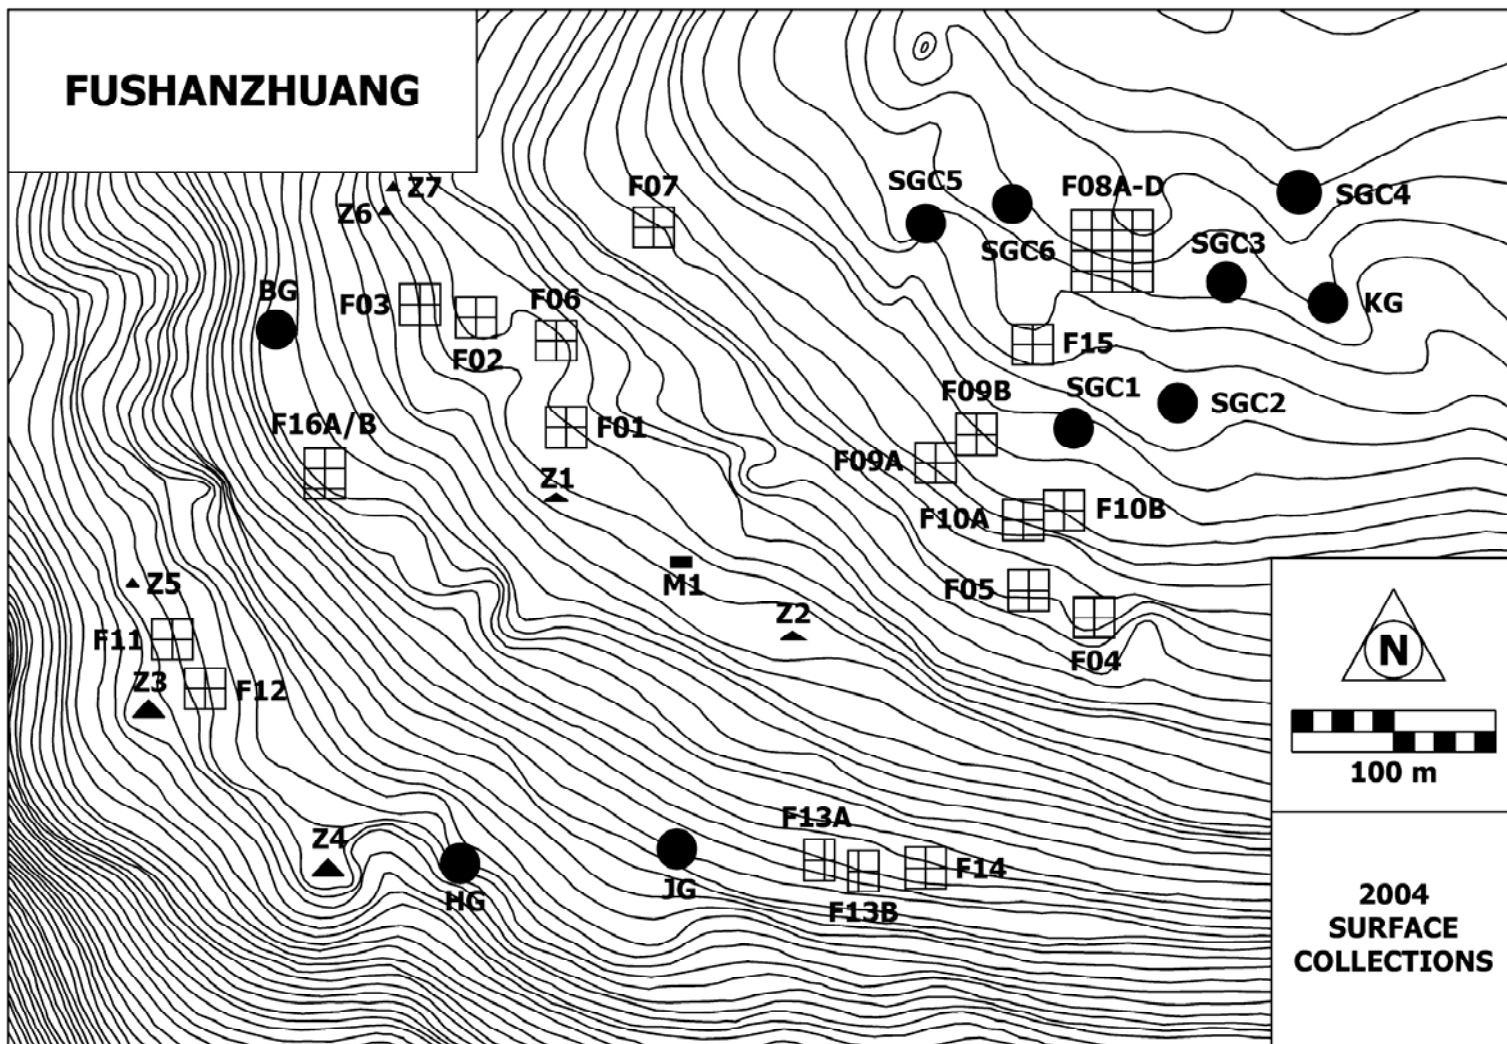 FUSHANZHUANG
Z7
Z6
F07
SGC5
F08A-D
SGC4
SGC6
SGC3
BG
F03
F06
KG
F02
F15
F09B
SGC1
SGC2
F16A/B
F01
F09A
Z1
F10A
F10B
M1
Z5
F05
Z2
F11
F04
N
Z3
F12
100 m
F13A
Z4
F14
JG
HG
F13B
2004
SURFACE
COLLECTIONS